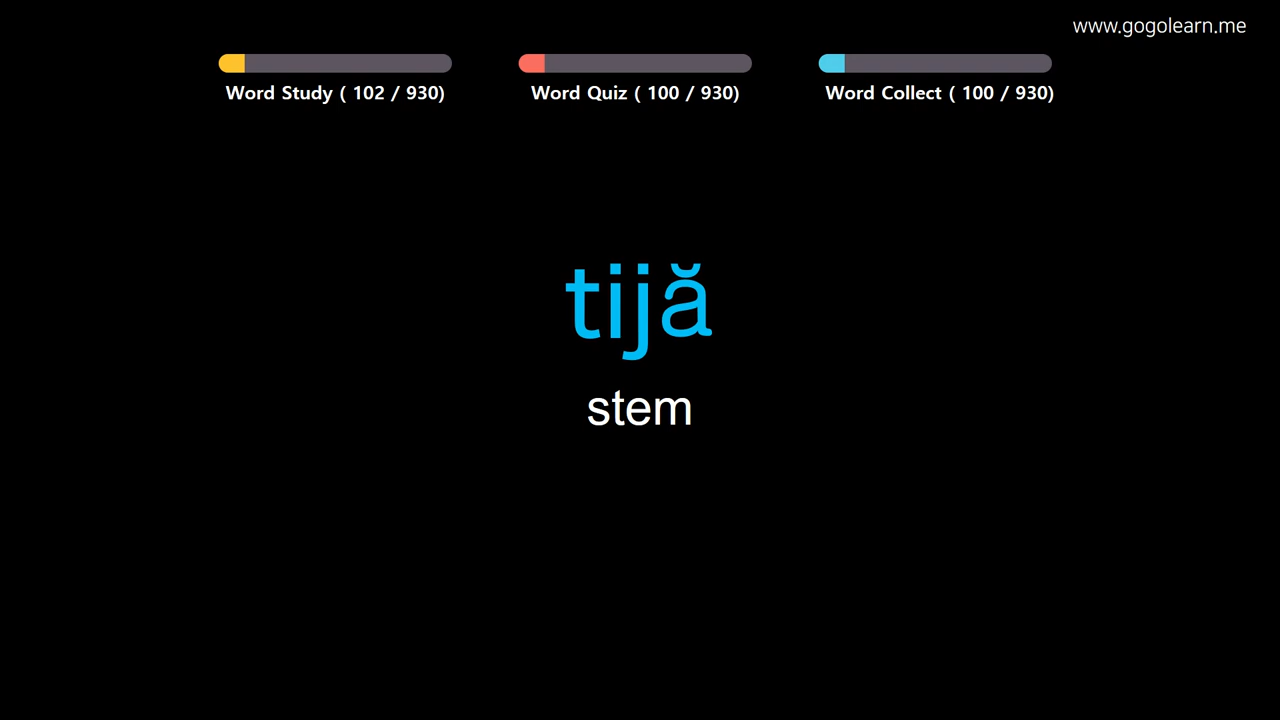 www.gogolearn.me
Word Study ( 102 / 930)
Word Quiz ( 100 / 930)
Word Collect ( 100 / 930)
tijă
stem